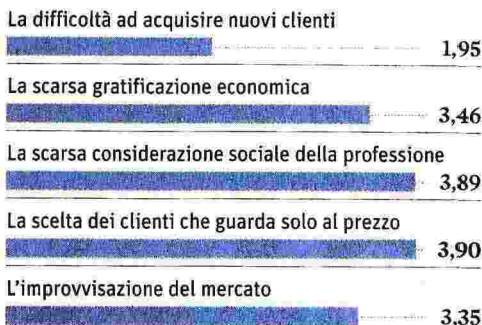 La difficoltà ad acquisire nuovi clienti
1,95
La scarsa gratificazione economica
3,46
La scarsa considerazione sociale della professione
3,89
La scelta dei clienti che guarda solo al prezzo
3,90
L'improvvisazione del mercato
3,35